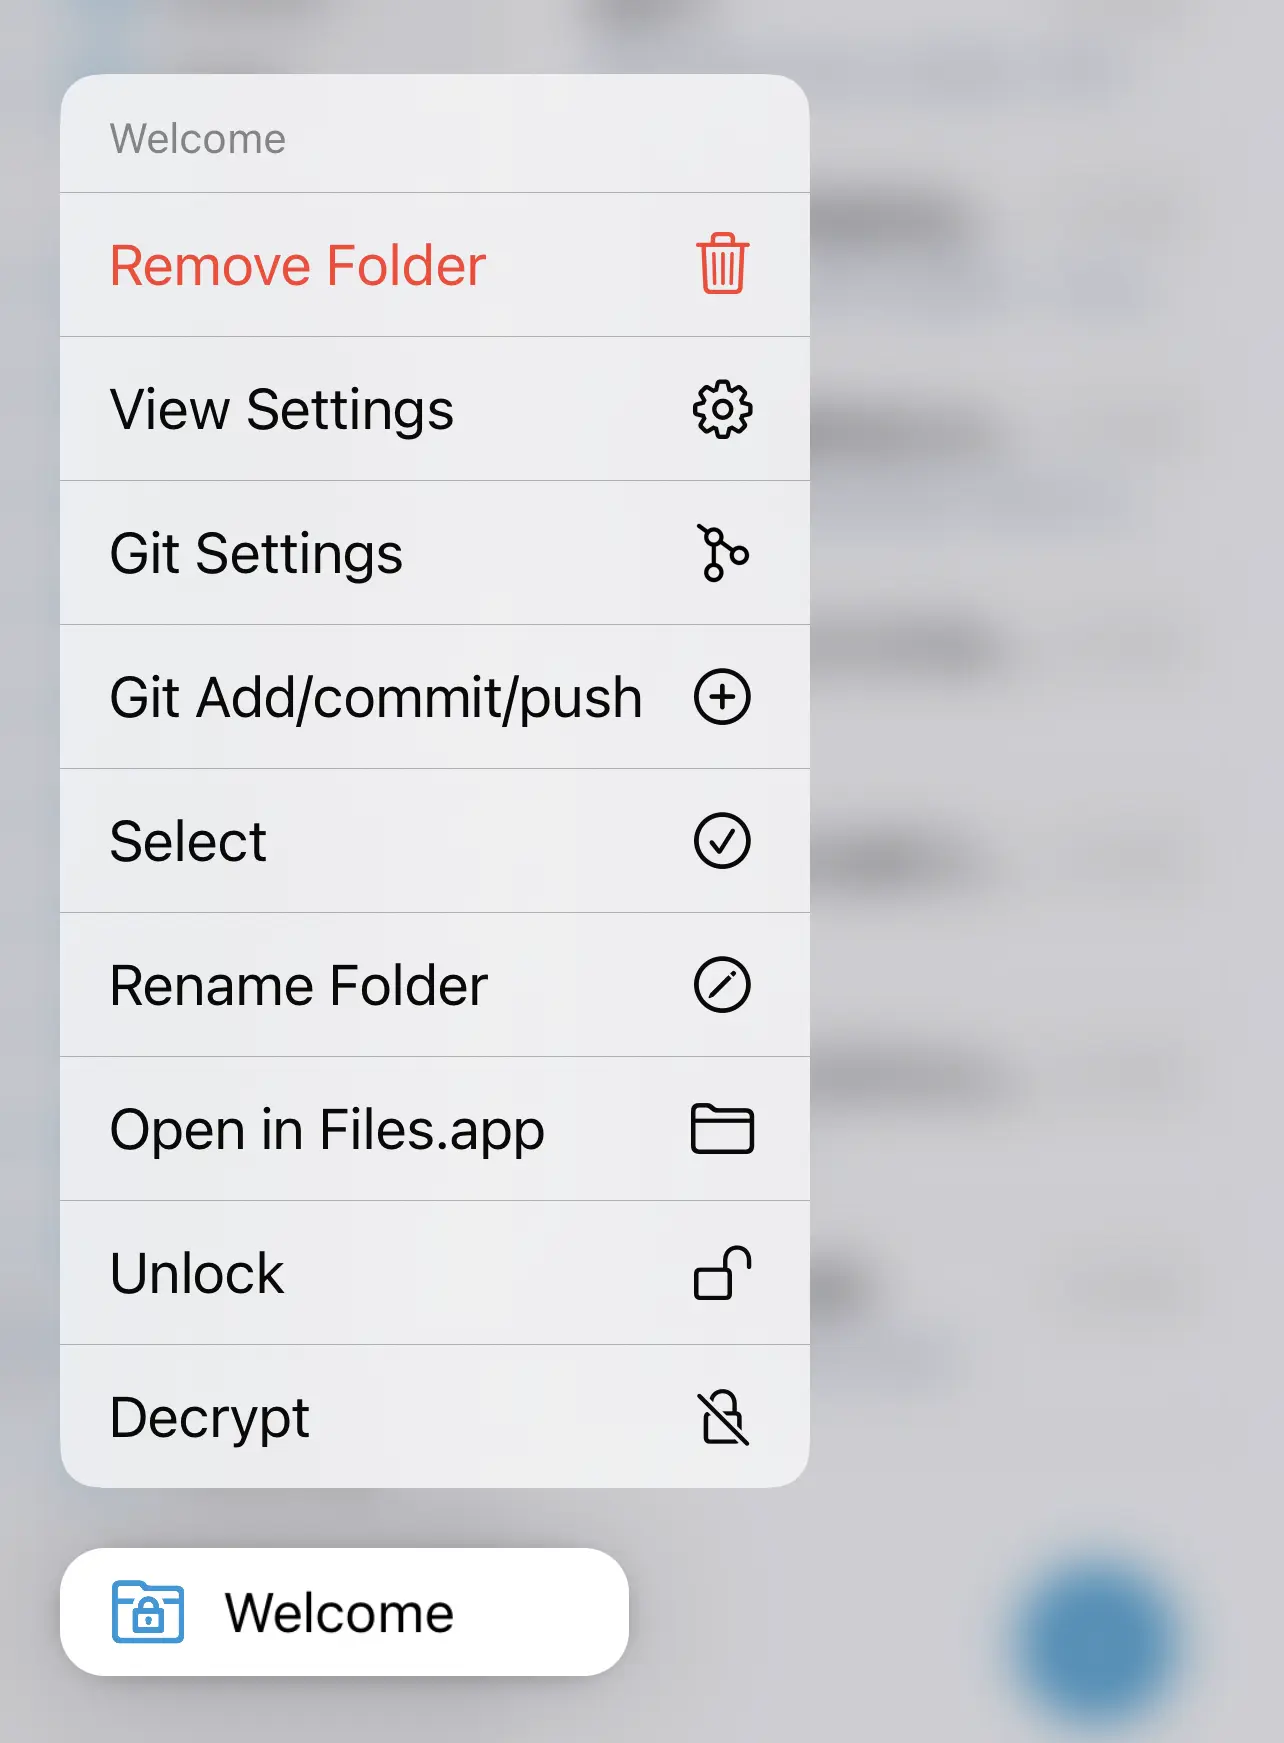 Welcome
Remove Folder
View Settings
Git Settings
Git Add/commit/push
Select
Rename Folder
Open in Files.app
Unlock
Decrypt
Welcome